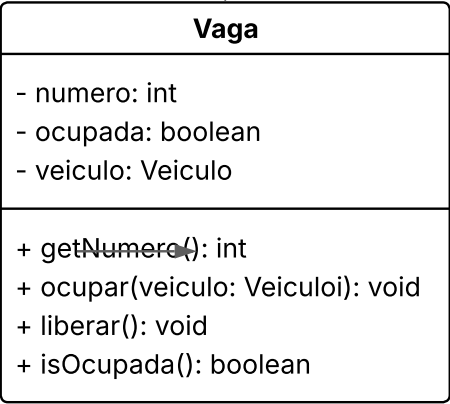 Vaga
- numero: int
- ocupada: boolean
- veiculo: Veiculo
+ getNumero(): int
+ ocupar(veiculo: Veiculoi): void
+ liberar(): void
+ isOcupada(): boolean